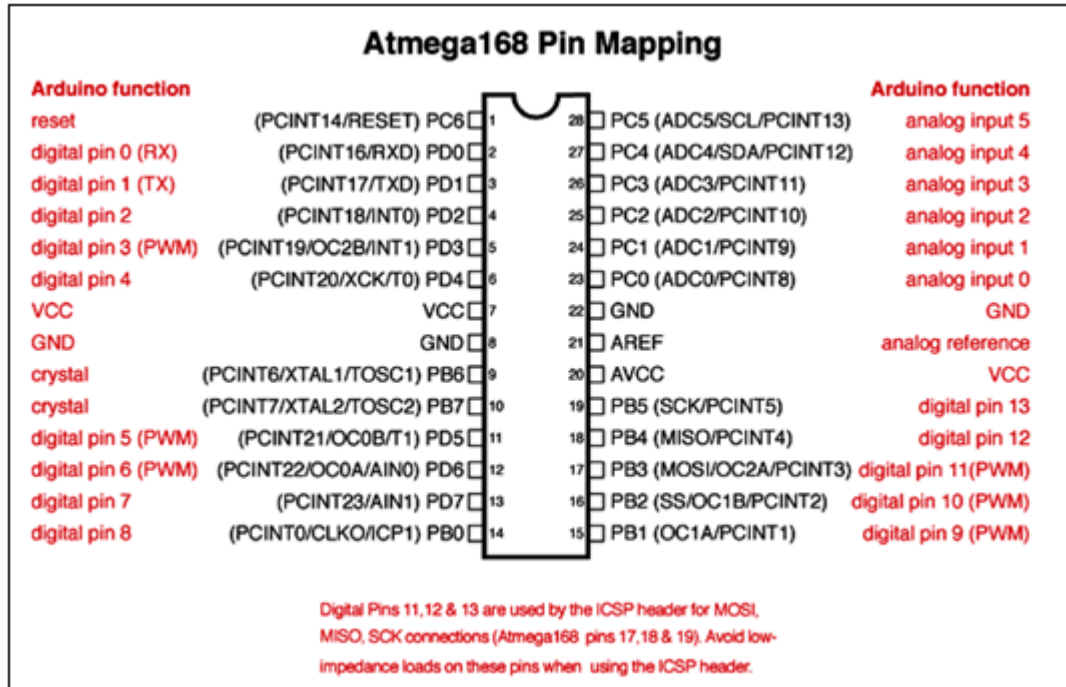 Atmega168 Pin Mapping
Arduino function Arduino function
reset (PCINT14/RESET) PC6 1 28 PC5 (ADC5/SCL/PCINT13) analog input 5
digital pin 0 (RX) (PCINT16/RXD) PD0 2 27 PC4 (ADC4/SDA/PCINT12) analog input 4
digital pin 1 (TX) (PCINT17/TXD) PD1 3 26 PC3 (ADC3/PCINT11) analog input 3
digital pin 2 (PCINT18/INT0) PD2 4 25 PC2 (ADC2/PCINT10) analog input 2
digital pin 3 (PWM) (PCINT19/OC2B/INT1) PD3 5 24 PC1 (ADC1/PCINT9) analog input 1
digital pin 4 (PCINT20/XCK/T0) PD4 6 23 PC0 (ADC0/PCINT8) analog input 0
VCC VCC 7 22 GND GND
GND GND 8 21 AREF analog reference
crystal (PCINT6/XTAL1/TOSC1) PB6 9 20 AVCC VCC
crystal (PCINT7/XTAL2/TOSC2) PB7 10 19 PB5 (SCK/PCINT5) digital pin 13
digital pin 5 (PWM) (PCINT21/OC0B/T1) PD5 11 18 PB4 (MISO/PCINT4) digital pin 12
digital pin 6 (PWM) (PCINT22/OC0A/AIN0) PD6 12 17 PB3 (MOSI/OC2A/PCINT3) digital pin 11(PWM)
digital pin 7 (PCINT23/AIN1) PD7 13 16 PB2 (SS/OC1B/PCINT2) digital pin 10 (PWM)
digital pin 8 (PCINT0/CLKO/ICP1) PB0 14 15 PB1 (OC1A/PCINT1) digital pin 9 (PWM)
Digital Pins 11,12 & 13 are used by the ICSP header for MOSI,
MISO, SCK connections (Atmega168 pins 17,18 & 19). Avoid low-
impedance loads on these pins when using the ICSP header.